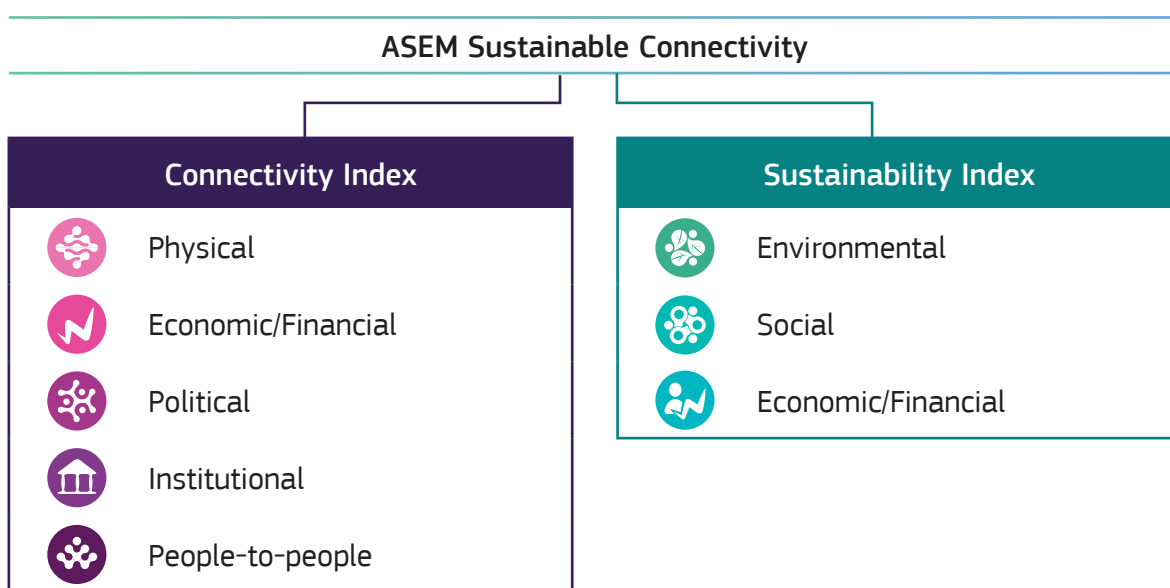 ASEM Sustainable Connectivity
Connectivity Index
Physical
Economic/Financial
Political
Institutional
People-to-people
Sustainability Index
Environmental
Social
Economic/Financial